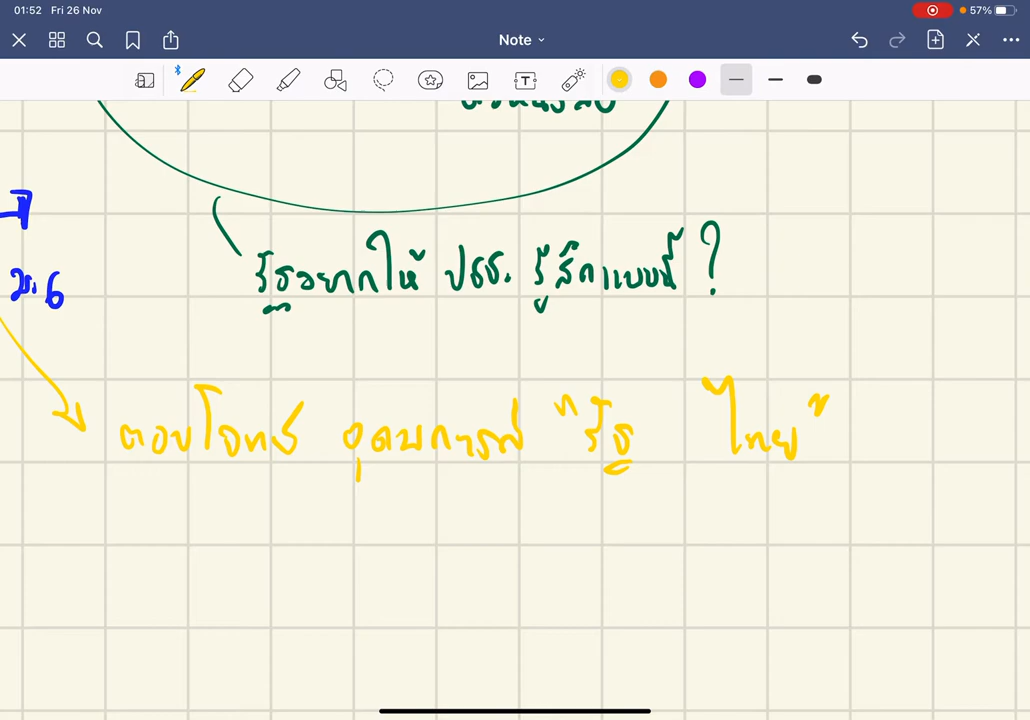 01:52 Fri 26 Nov
57%
Note
T
ม.6
รัฐอยากให้ ปชช. รู้สึกแบบนี้ ?
ตอบโจทย์ อุดมการณ์ "รัฐ ไทย"